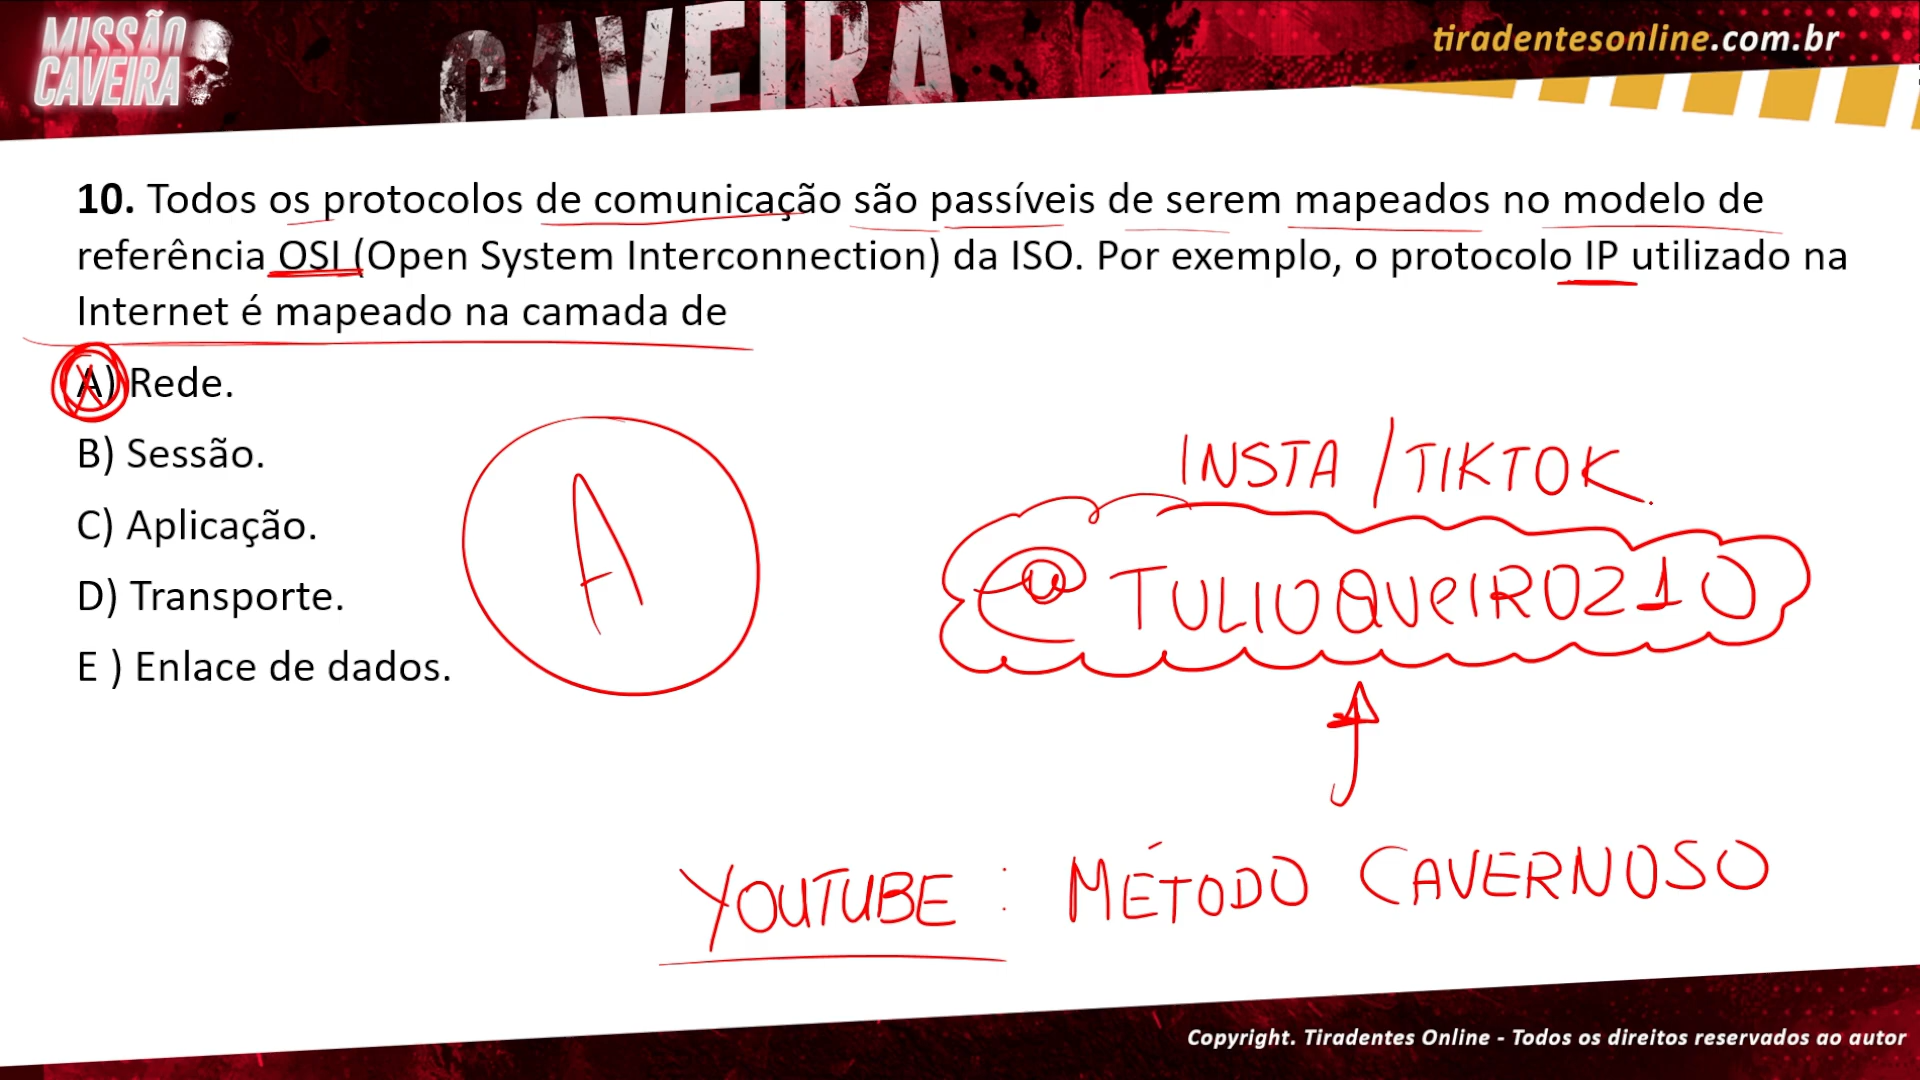 MISSÃO
CAVEIRA
CAVEIRA
tiradentesonline.com.br
10. Todos os protocolos de comunicação são passíveis de serem mapeados no modelo de
referência OSI (Open System Interconnection) da ISO. Por exemplo, o protocolo IP utilizado na
Internet é mapeado na camada de
A) Rede.
B) Sessão.
C) Aplicação.
D) Transporte.
E ) Enlace de dados.
A
INSTA / TIKTOK.
@TULIOQUEIROZ10
YOUTUBE : MÉTODO CAVERNOSO
Copyright. Tiradentes Online - Todos os direitos reservados ao autor